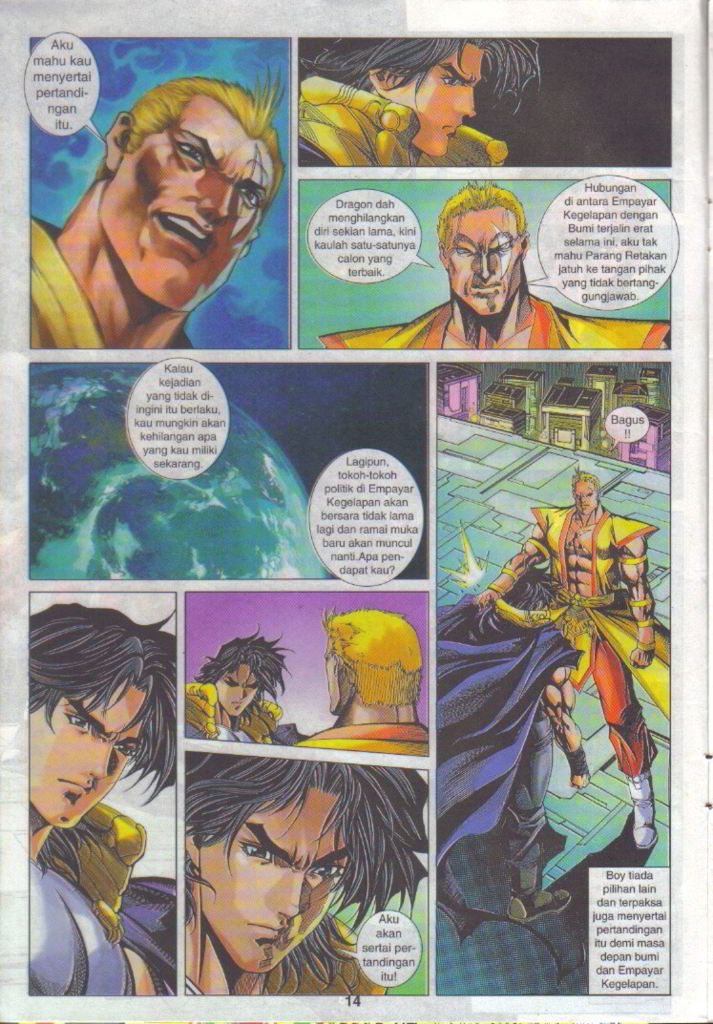 Aku
mahu kau
menyertai
pertandi-
ngan
itu.
Dragon dah
menghilangkan
diri sekian lama, kini
kaulah satu-satunya
calon yang
terbaik.
Hubungan
di antara Empayar
Kegelapan dengan
Bumi terjalin erat
selama ini, aku tak
mahu Parang Retakan
jatuh ke tangan pihak
yang tidak bertang-
gungjawab.
Kalau
kejadian
yang tidak di-
ingini itu berlaku,
kau mungkin akan
kehilangan apa
yang kau miliki
sekarang.
Lagipun,
tokoh-tokoh
politik di Empayar
Kegelapan akan
bersara tidak lama
lagi dan ramai muka
baru akan muncul
nanti.Apa pen-
dapat kau?
Bagus
!!
Aku
akan
sertai per-
tandingan
itu!
Boy tiada
pilihan lain
dan terpaksa
juga menyertai
pertandingan
itu demi masa
depan bumi
dan Empayar
Kegelapan.
14